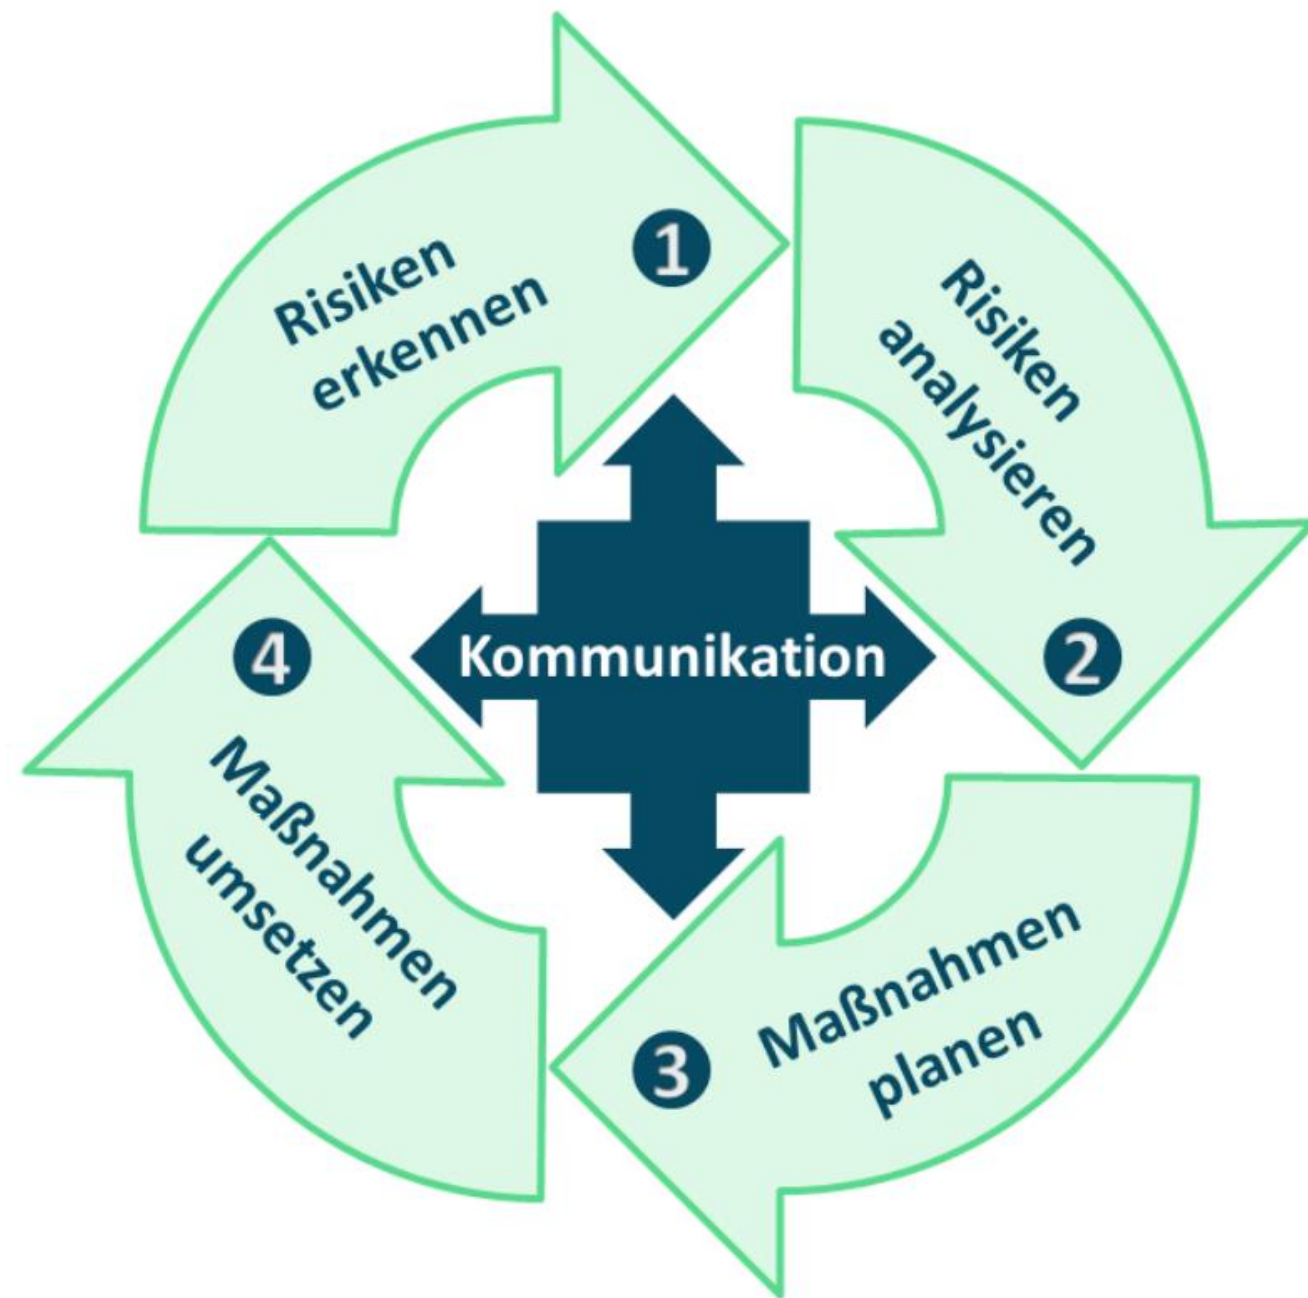 1
Risiken
erkennen
2
Risiken
analysieren
3
Maßnahmen
planen
4
Maßnahmen
umsetzen
Kommunikation